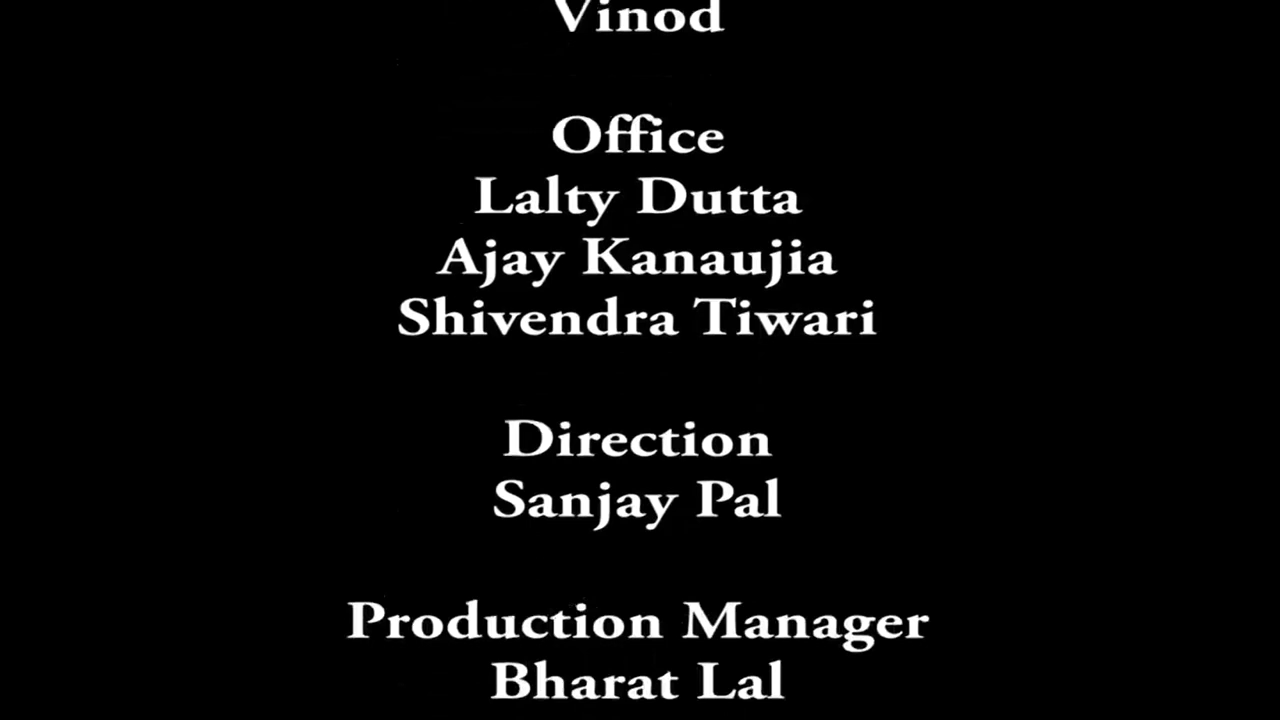 Vinod
Office
Lalty Dutta
Ajay Kanaujia
Shivendra Tiwari
Direction
Sanjay Pal
Production Manager
Bharat Lal